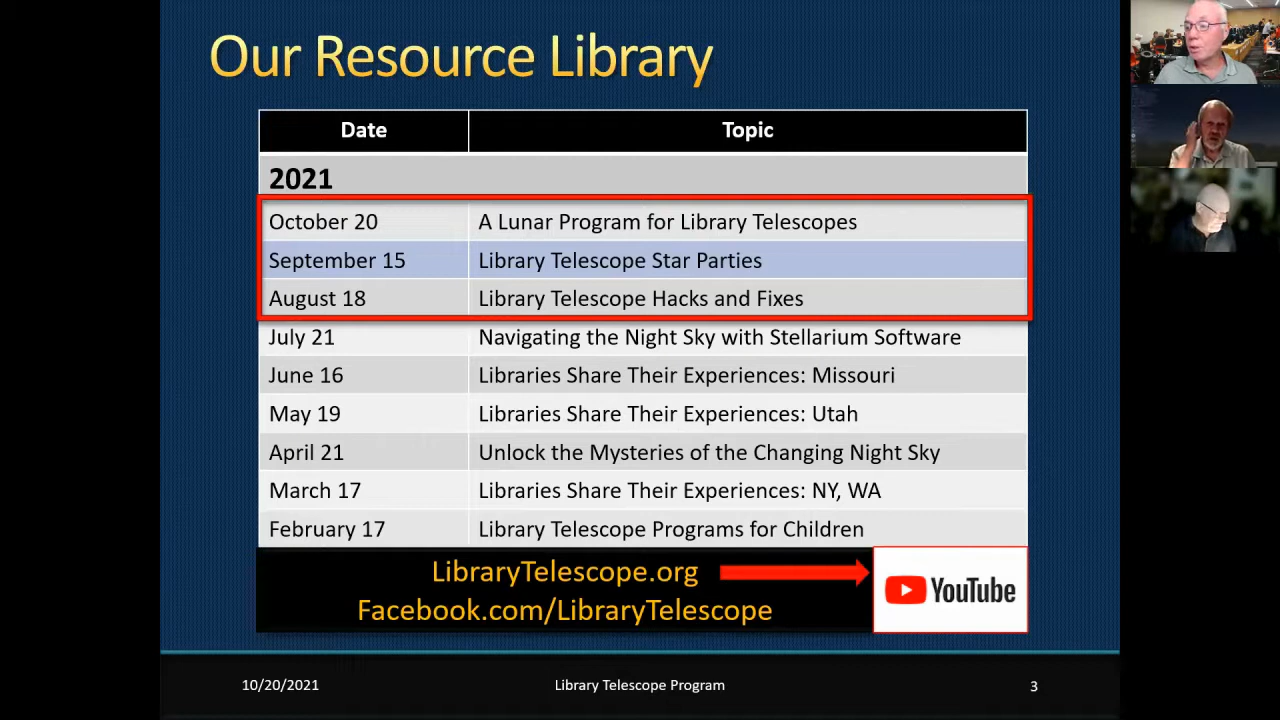 Our Resource Library
Date Topic
2021
October 20 A Lunar Program for Library Telescopes
September 15 Library Telescope Star Parties
August 18 Library Telescope Hacks and Fixes
July 21 Navigating the Night Sky with Stellarium Software
June 16 Libraries Share Their Experiences: Missouri
May 19 Libraries Share Their Experiences: Utah
April 21 Unlock the Mysteries of the Changing Night Sky
March 17 Libraries Share Their Experiences: NY, WA
February 17 Library Telescope Programs for Children
LibraryTelescope.org
YouTube
Facebook.com/LibraryTelescope
10/20/2021 Library Telescope Program 3